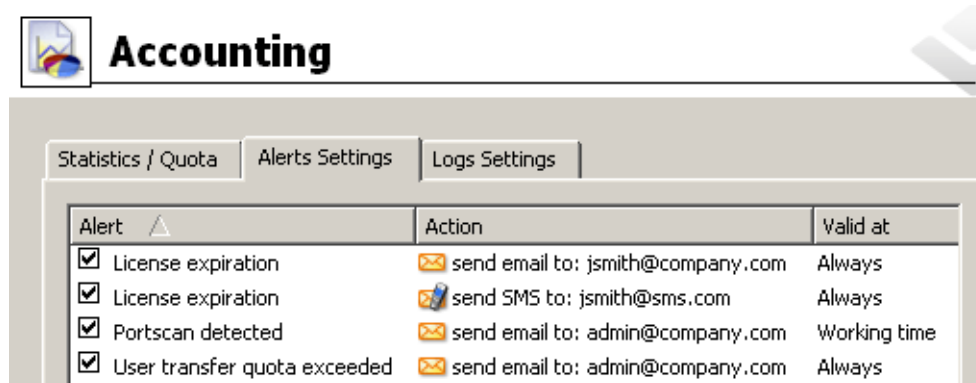 Accounting
Statistics / Quota Alerts Settings Logs Settings
Alert Action Valid at
License expiration send email to: jsmith@company.com Always
License expiration send SMS to: jsmith@sms.com Always
Portscan detected send email to: admin@company.com Working time
User transfer quota exceeded send email to: admin@company.com Always